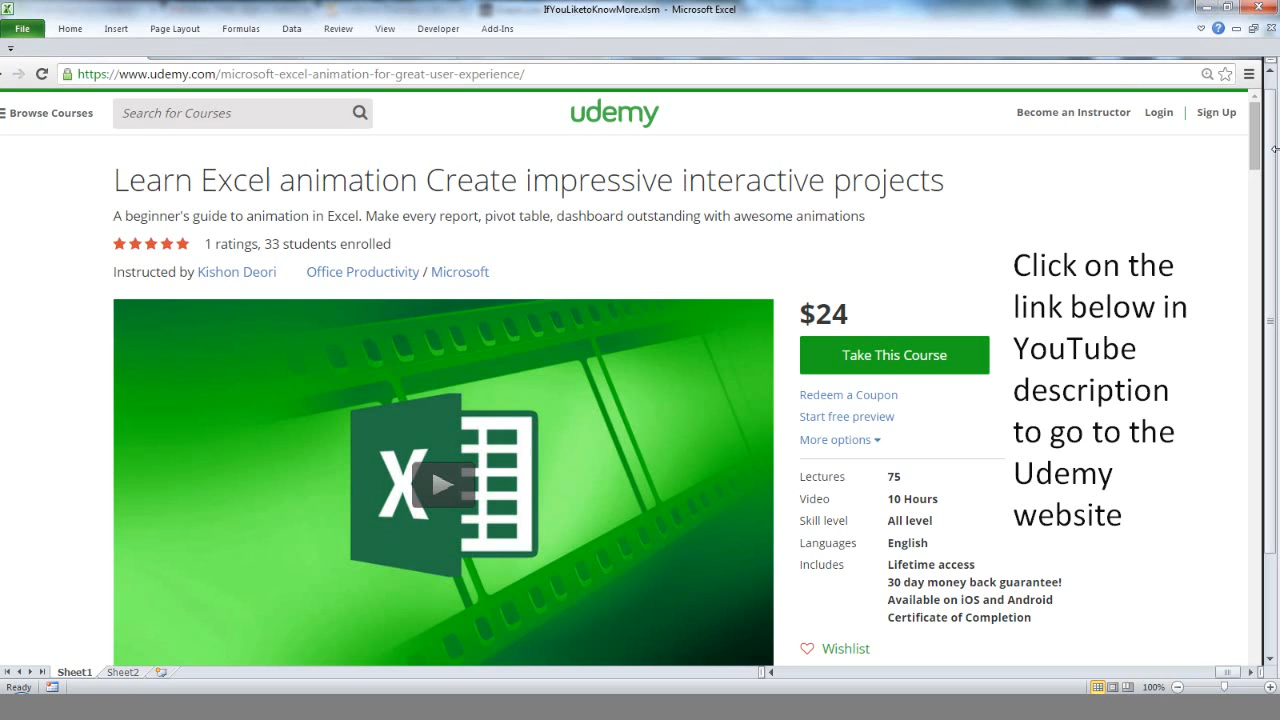 IfYouLiketoKnowMore.xlsm - Microsoft Excel
File Home Insert Page Layout Formulas Data Review View Developer Add-Ins
https://www.udemy.com/microsoft-excel-animation-for-great-user-experience/
Browse Courses Search for Courses udemy Become an Instructor Login | Sign Up
Learn Excel animation Create impressive interactive projects
A beginner's guide to animation in Excel. Make every report, pivot table, dashboard outstanding with awesome animations
1 ratings, 33 students enrolled
Instructed by Kishon Deori Office Productivity / Microsoft
X
$24
Take This Course
Redeem a Coupon
Start free preview
More options
Lectures 75
Video 10 Hours
Skill level All level
Languages English
Includes Lifetime access
30 day money back guarantee!
Available on iOS and Android
Certificate of Completion
Wishlist
Click on the
link below in
YouTube
description
to go to the
Udemy
website
Sheet1 Sheet2
Ready 100%